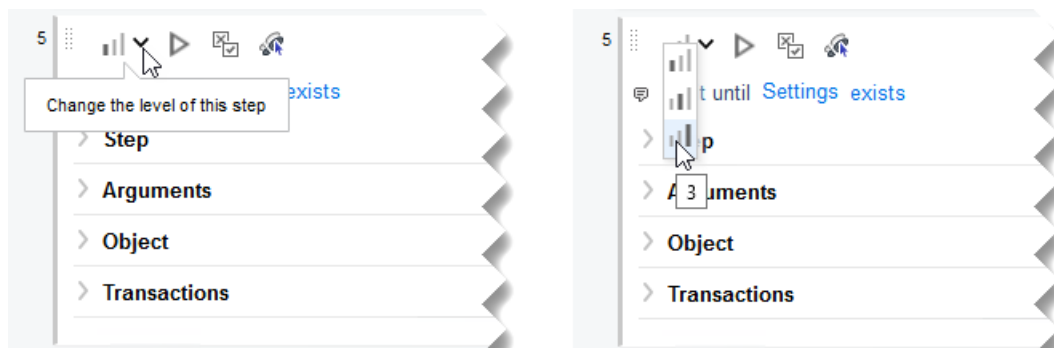 5
Change the level of this step
exists
Step
Arguments
Object
Transactions
5
t until Settings exists
p
3
uments
Object
Transactions